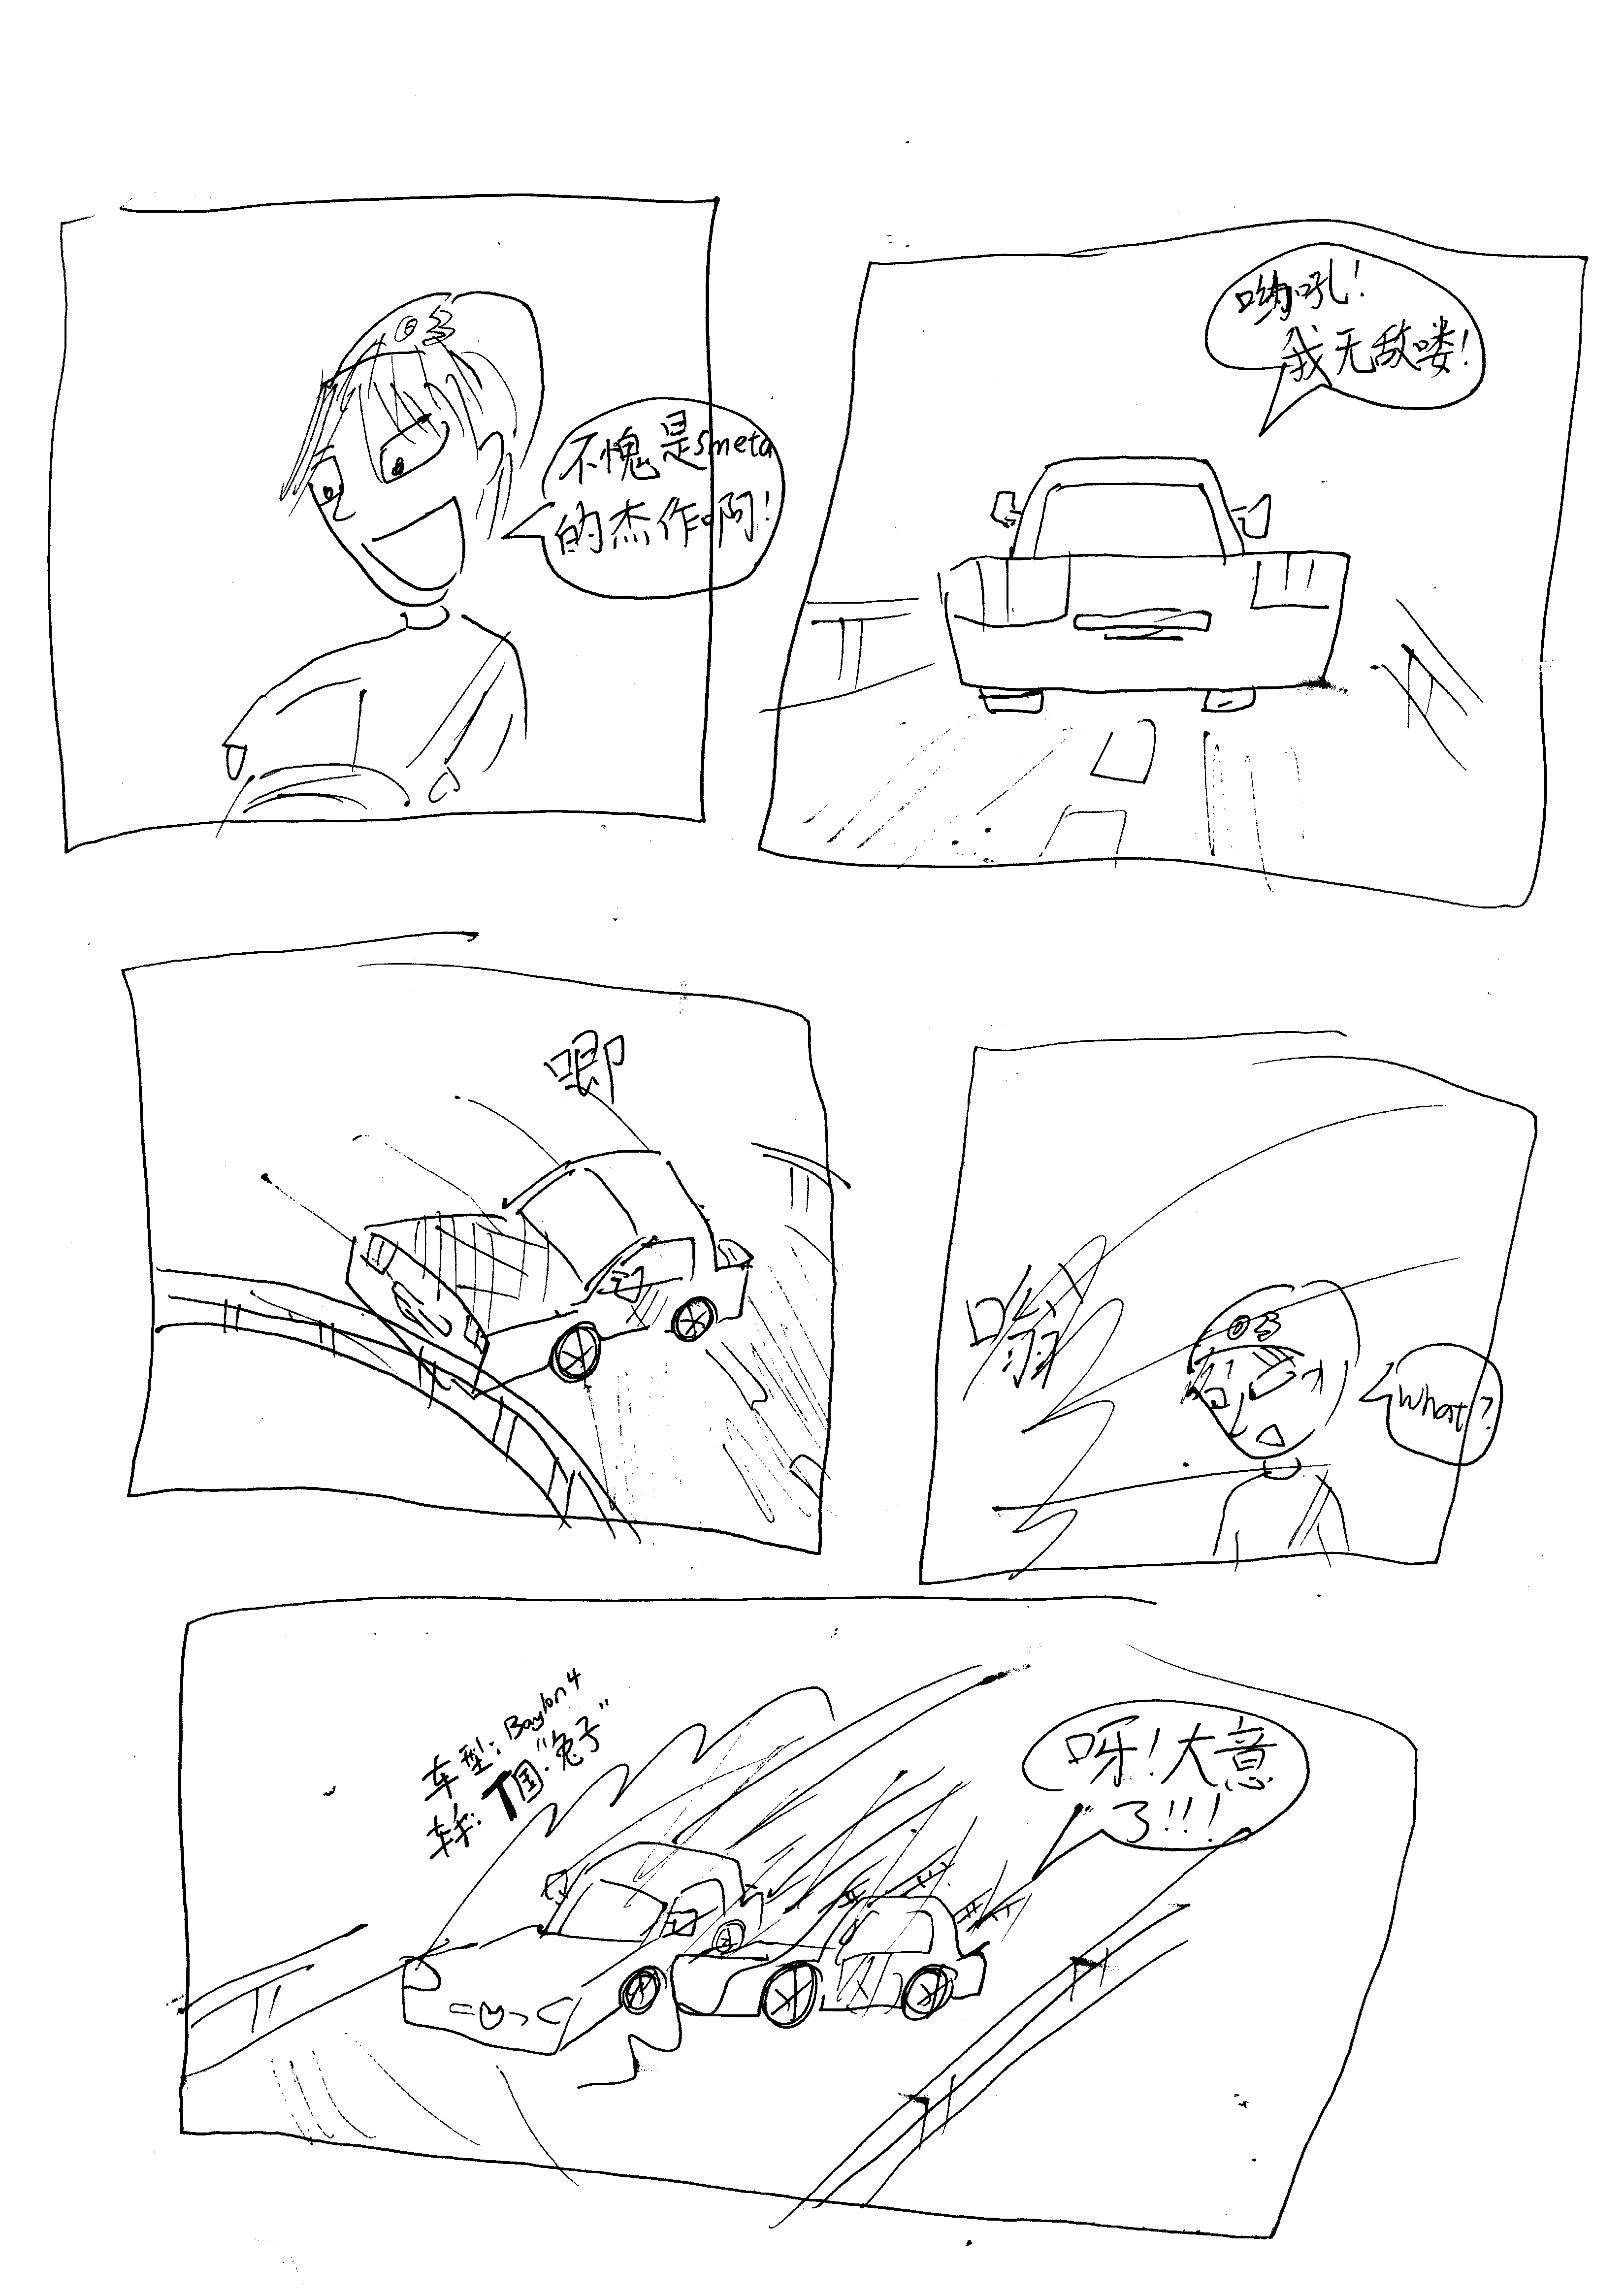 不愧是smeta
的杰作啊!
呦吼!
我无敌喽!
唧
嗡
what?
车型:Baylon 4
车手:T国"兔子"
呀!大意
了!!!